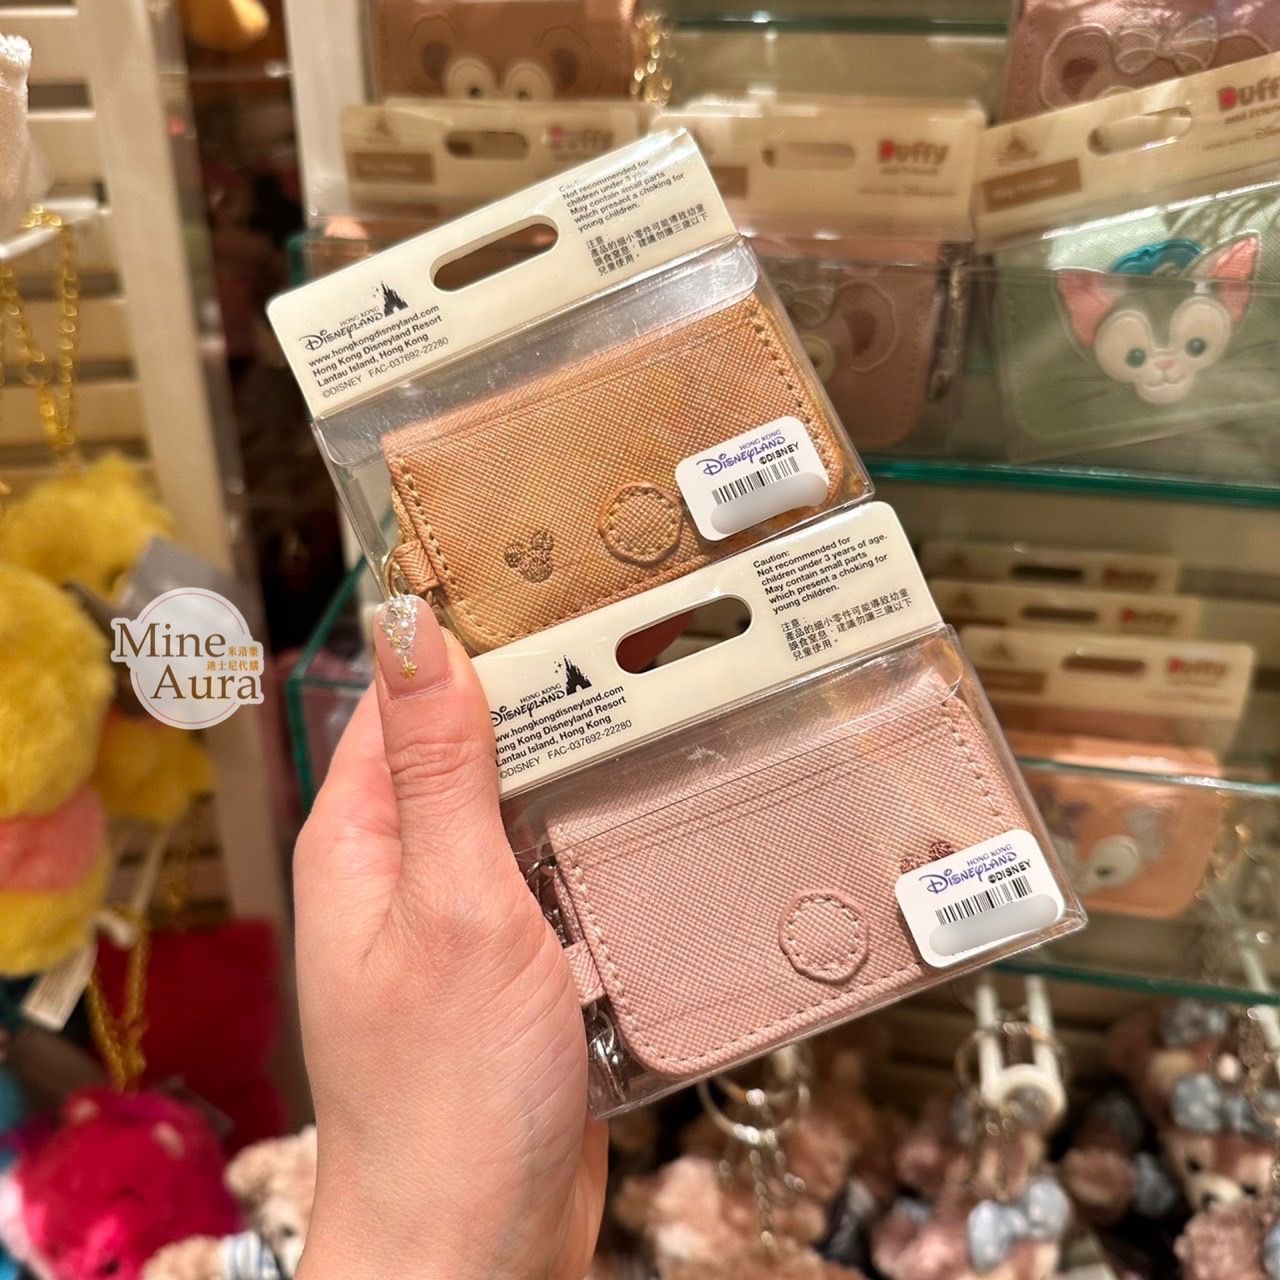 Duffy
and Friends
Duffy
Duffy
Caution:
Not recommended for
children under 3 years
May contain small parts
which present a choking for
young children.
注意：
產品的細小零件可能導致幼童
誤食窒息，建議勿讓三歲以下
兒童使用。
HONG KONG
DISNEYLAND
www.hongkongdisneyland.com
Hong Kong Disneyland Resort
Lantau Island, Hong Kong
©DISNEY FAC-037692-22280
HONG KONG
DISNEYLAND
©DISNEY
Caution:
Not recommended for
children under 3 years of age.
May contain small parts
which present a choking for
young children.
注意：
產品的細小零件可能導致幼童
誤食窒息，建議勿讓三歲以下
兒童使用。
HONG KONG
DISNEYLAND
www.hongkongdisneyland.com
Hong Kong Disneyland Resort
Lantau Island, Hong Kong
©DISNEY FAC-037692-22280
HONG KONG
DISNEYLAND
©DISNEY
Mine
米洛樂
迪士尼代購
Aura
Duffy